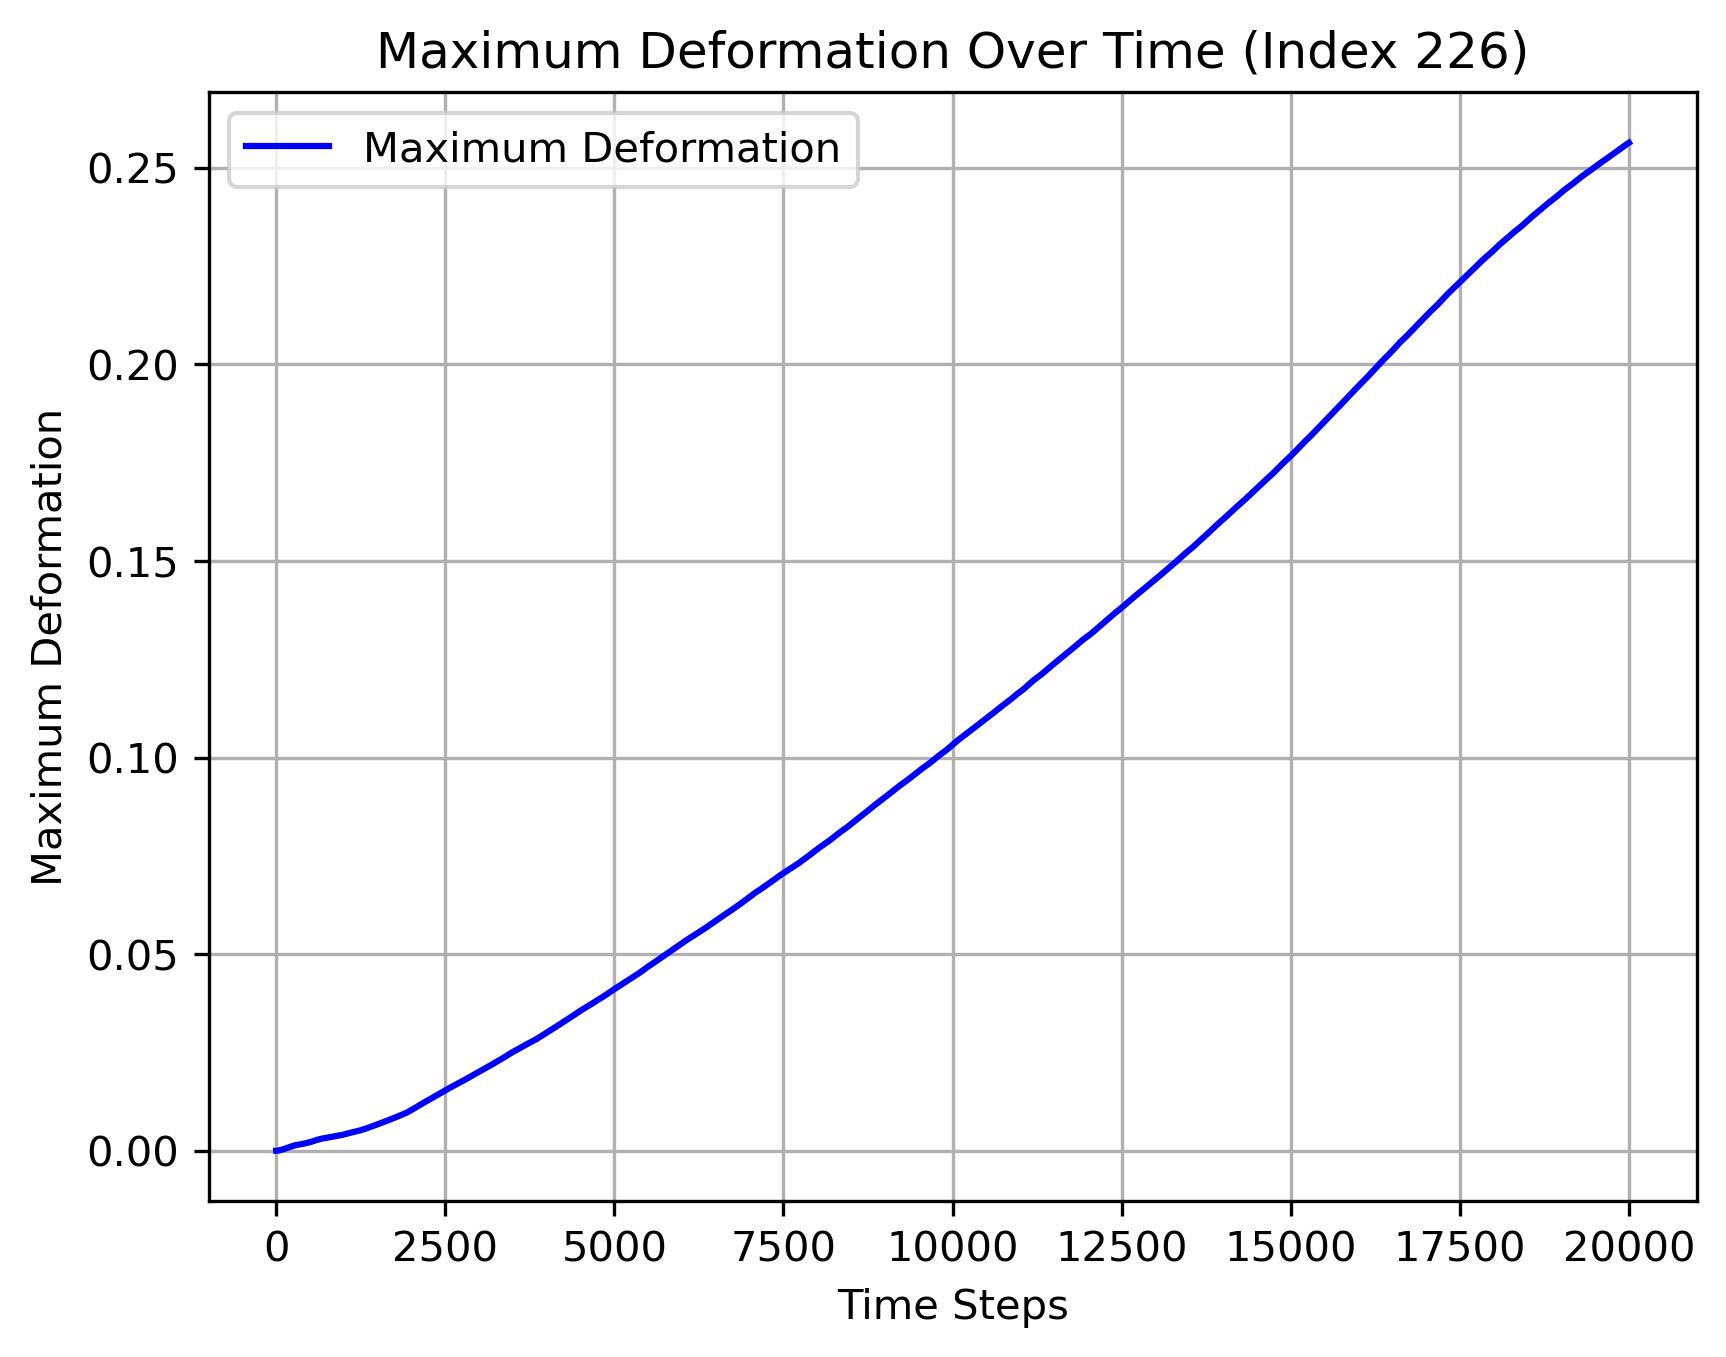 Maximum Deformation Over Time (Index 226)
Maximum Deformation
Maximum Deformation
0.25
0.20
0.15
0.10
0.05
0.00
0 2500 5000 7500 10000 12500 15000 17500 20000
Time Steps